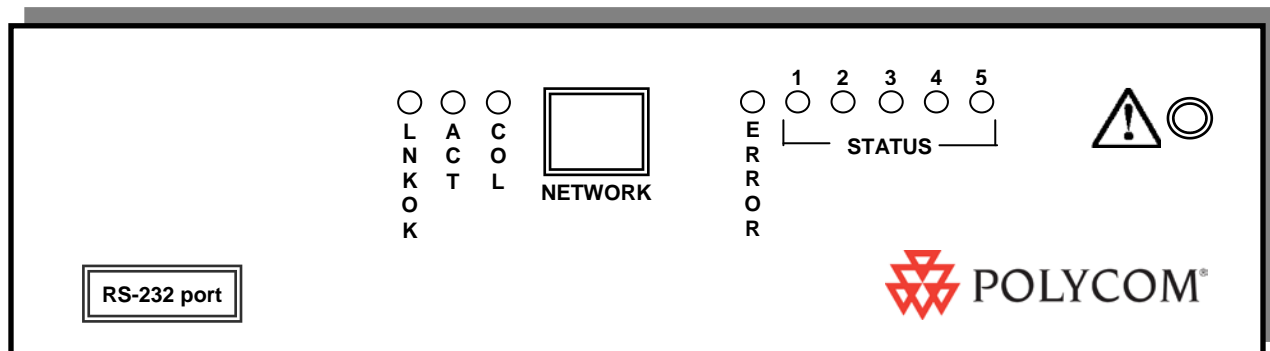 1 2 3 4 5
LNKOK
ACT
COL
NETWORK
ERROR
STATUS
RS-232 port
POLYCOM®